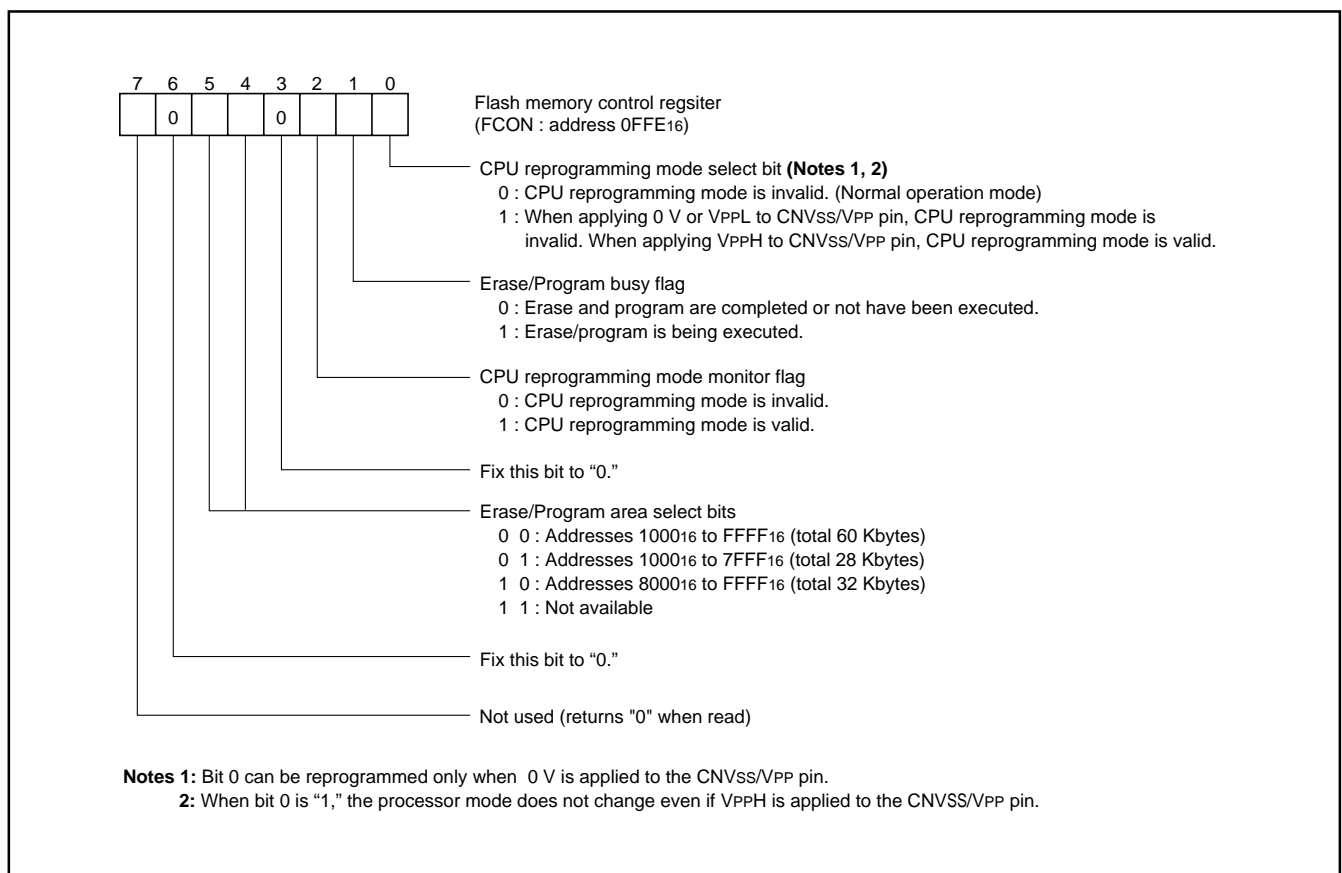 7 6 5 4 3 2 1 0
0 0
Flash memory control regsiter
(FCON : address 0FFE16)
CPU reprogramming mode select bit (Notes 1, 2)
0 : CPU reprogramming mode is invalid. (Normal operation mode)
1 : When applying 0 V or VPPL to CNVSS/VPP pin, CPU reprogramming mode is
invalid. When applying VPPH to CNVSS/VPP pin, CPU reprogramming mode is valid.
Erase/Program busy flag
0 : Erase and program are completed or not have been executed.
1 : Erase/program is being executed.
CPU reprogramming mode monitor flag
0 : CPU reprogramming mode is invalid.
1 : CPU reprogramming mode is valid.
Fix this bit to “0.”
Erase/Program area select bits
0 0 : Addresses 100016 to FFFF16 (total 60 Kbytes)
0 1 : Addresses 100016 to 7FFF16 (total 28 Kbytes)
1 0 : Addresses 800016 to FFFF16 (total 32 Kbytes)
1 1 : Not available
Fix this bit to “0.”
Not used (returns "0" when read)
Notes 1: Bit 0 can be reprogrammed only when 0 V is applied to the CNVSS/VPP pin.
2: When bit 0 is “1,” the processor mode does not change even if VPPH is applied to the CNVSS/VPP pin.